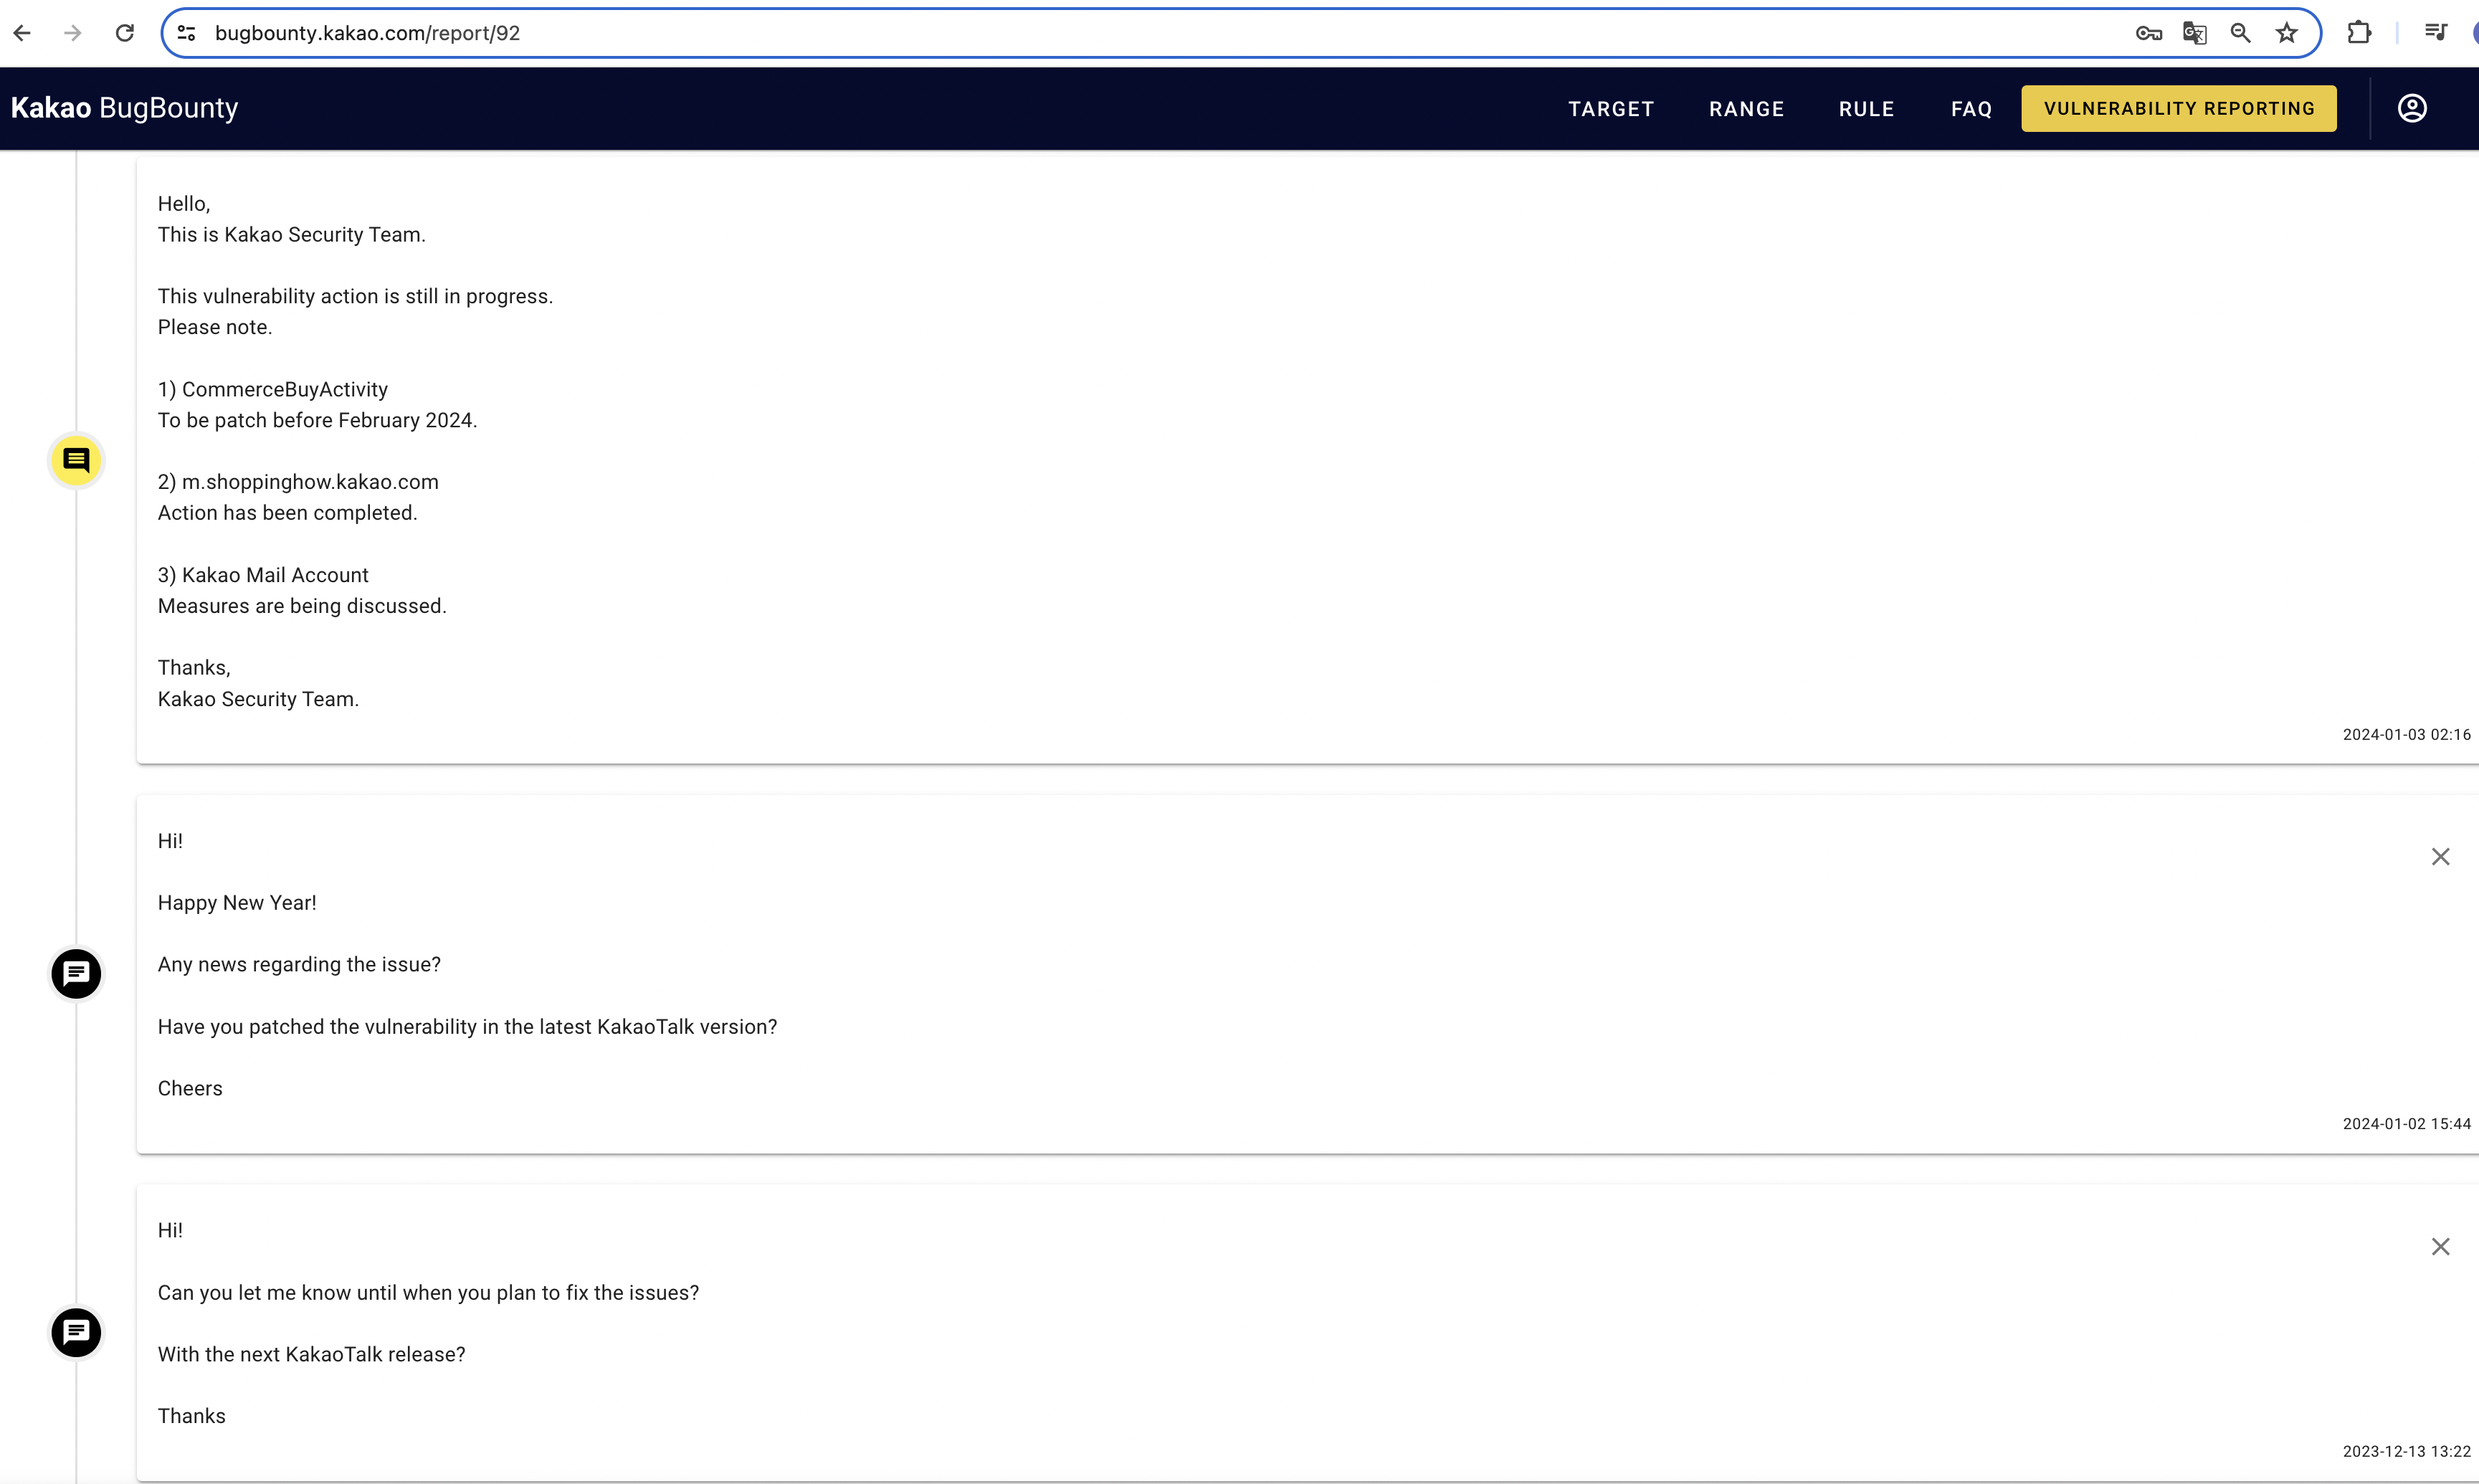 bugbounty.kakao.com/report/92
Kakao BugBounty
TARGET
RANGE
RULE
FAQ
VULNERABILITY REPORTING
Hello,
This is Kakao Security Team.
This vulnerability action is still in progress.
Please note.
1) CommerceBuyActivity
To be patch before February 2024.
2) m.shoppinghow.kakao.com
Action has been completed.
3) Kakao Mail Account
Measures are being discussed.
Thanks,
Kakao Security Team.
2024-01-03 02:16
Hi!
Happy New Year!
Any news regarding the issue?
Have you patched the vulnerability in the latest KakaoTalk version?
Cheers
2024-01-02 15:44
Hi!
Can you let me know until when you plan to fix the issues?
With the next KakaoTalk release?
Thanks
2023-12-13 13:22